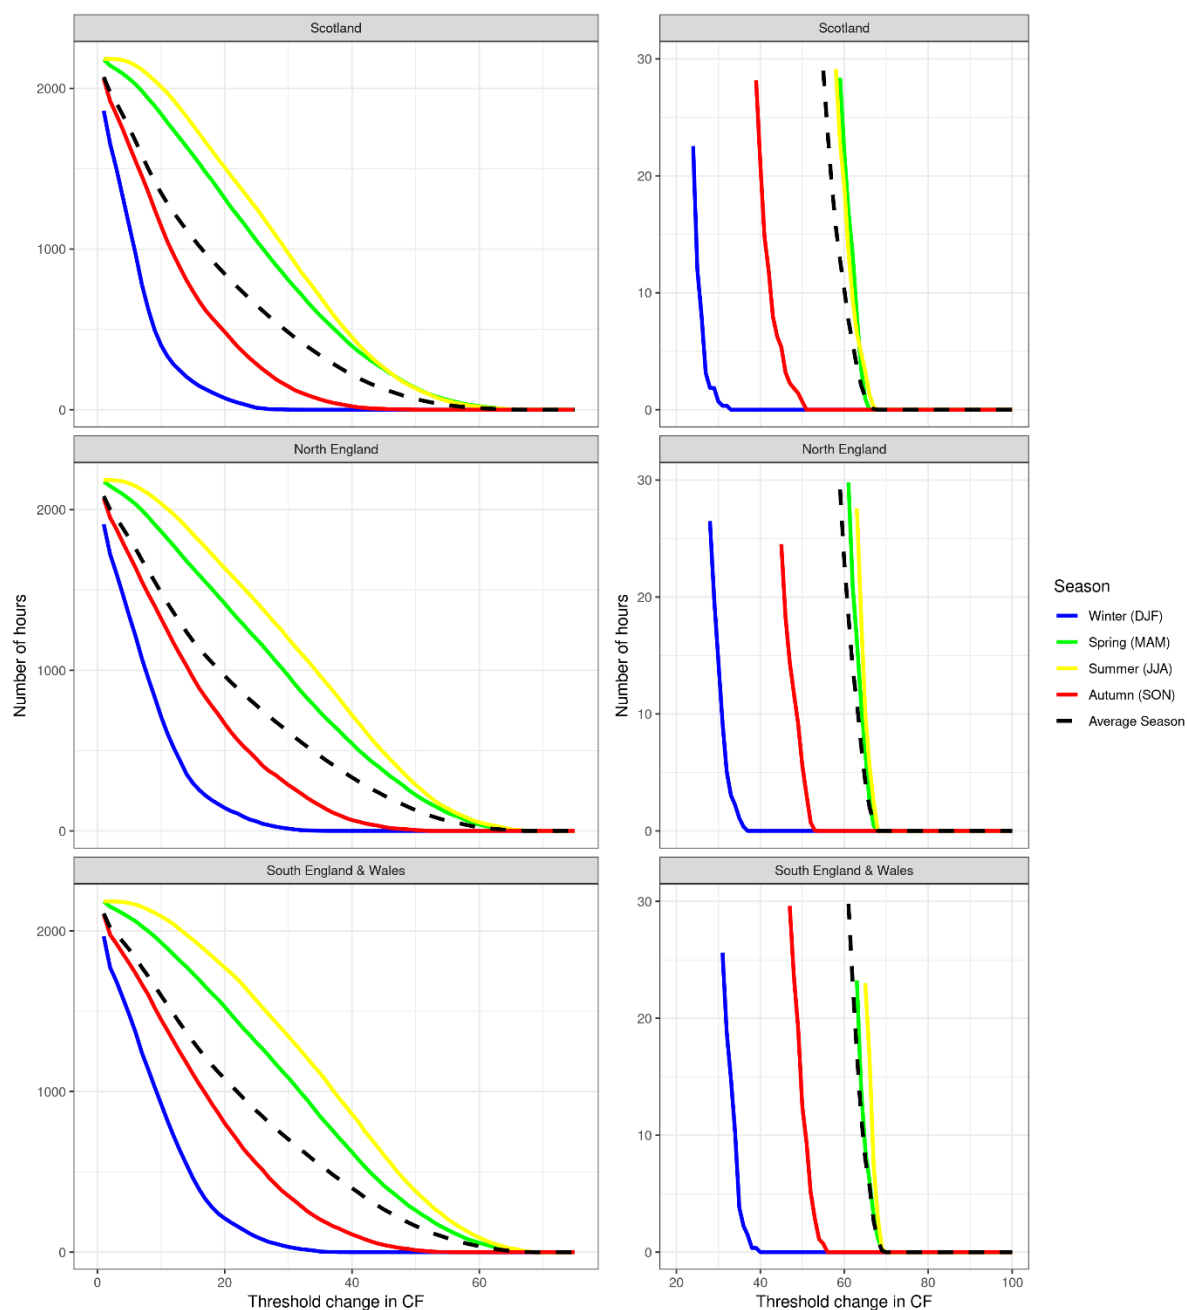 Scotland
Scotland
2000
1000
0
30
20
10
0
North England
North England
2000
1000
0
30
20
10
0
South England & Wales
South England & Wales
2000
1000
0
30
20
10
0
0 20 40 60
20 40 60 80 100
Threshold change in CF
Threshold change in CF
Number of hours
Number of hours
Season
Winter (DJF)
Spring (MAM)
Summer (JJA)
Autumn (SON)
Average Season